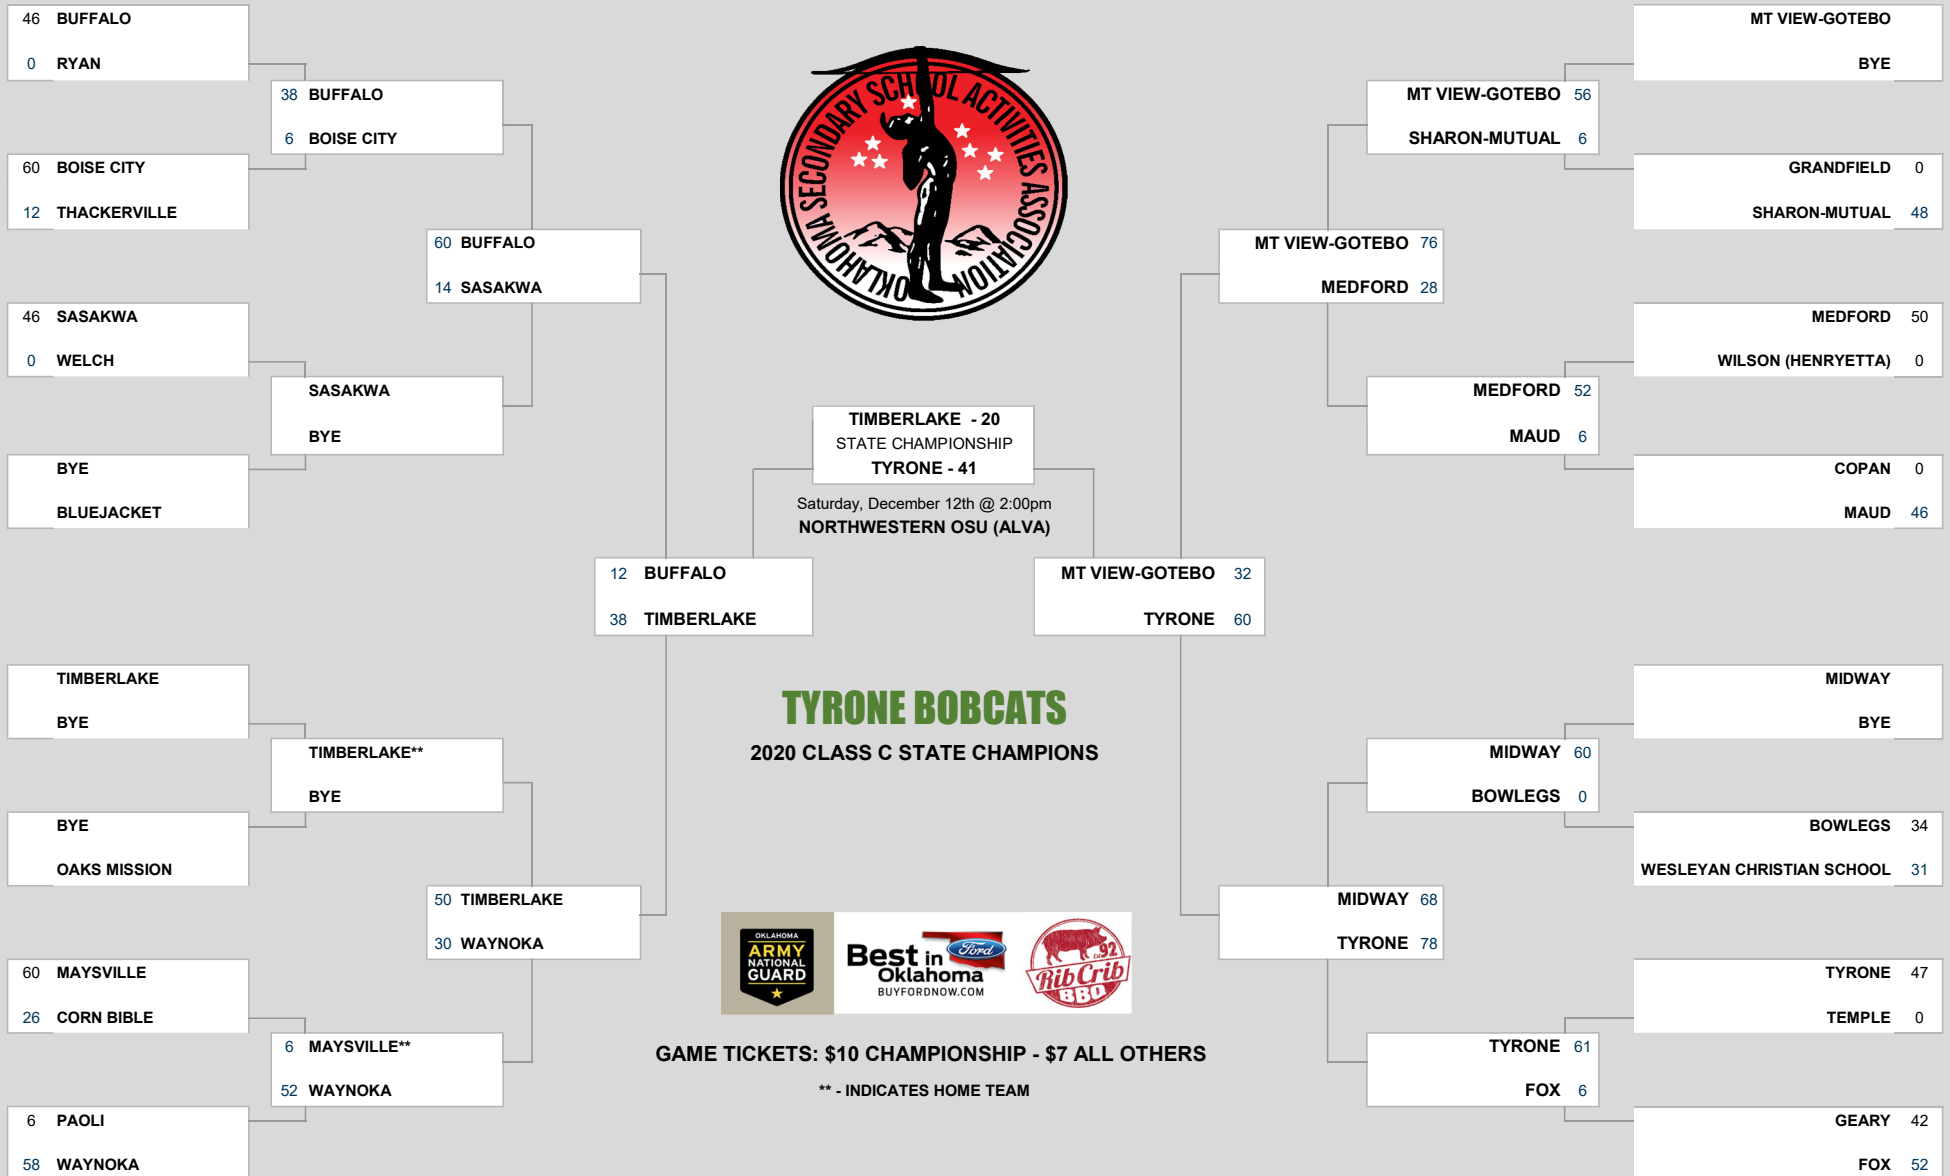 46 BUFFALO
0 RYAN
38 BUFFALO
6 BOISE CITY
60 BOISE CITY
12 THACKERVILLE
60 BUFFALO
14 SASAKWA
46 SASAKWA
0 WELCH
SASAKWA
BYE
BYE
BLUEJACKET
12 BUFFALO
38 TIMBERLAKE
TIMBERLAKE
BYE
TIMBERLAKE**
BYE
BYE
OAKS MISSION
50 TIMBERLAKE
30 WAYNOKA
60 MAYSVILLE
26 CORN BIBLE
6 MAYSVILLE**
52 WAYNOKA
6 PAOLI
58 WAYNOKA
OKLAHOMA SECONDARY SCHOOL ACTIVITIES ASSOCIATION
TIMBERLAKE - 20
STATE CHAMPIONSHIP
TYRONE - 41
Saturday, December 12th @ 2:00pm
NORTHWESTERN OSU (ALVA)
TYRONE BOBCATS
2020 CLASS C STATE CHAMPIONS
OKLAHOMA
ARMY
NATIONAL
GUARD
Best in
Oklahoma
Ford
BUYFORDNOW.COM
92
Rib Crib
BBQ
GAME TICKETS: $10 CHAMPIONSHIP - $7 ALL OTHERS
** - INDICATES HOME TEAM
MT VIEW-GOTEBO
BYE
MT VIEW-GOTEBO 56
SHARON-MUTUAL 6
GRANDFIELD 0
SHARON-MUTUAL 48
MT VIEW-GOTEBO 76
MEDFORD 28
MEDFORD 50
WILSON (HENRYETTA) 0
MEDFORD 52
MAUD 6
COPAN 0
MAUD 46
MT VIEW-GOTEBO 32
TYRONE 60
MIDWAY
BYE
MIDWAY 60
BOWLEGS 0
BOWLEGS 34
WESLEYAN CHRISTIAN SCHOOL 31
MIDWAY 68
TYRONE 78
TYRONE 47
TEMPLE 0
TYRONE 61
FOX 6
GEARY 42
FOX 52